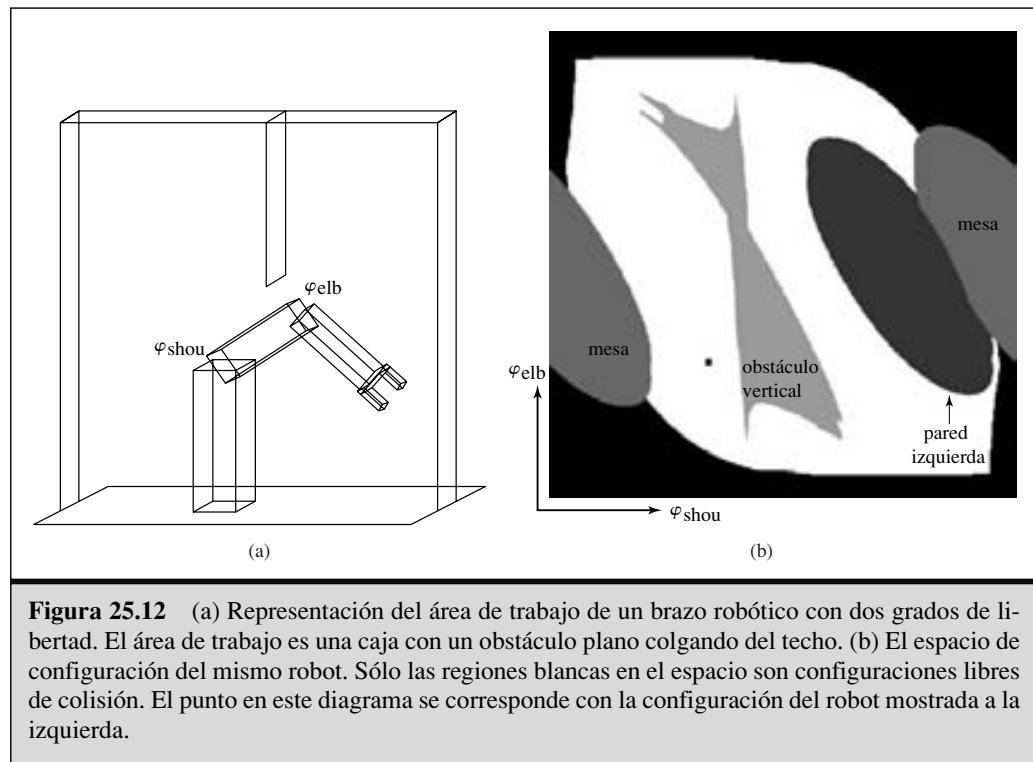 φelb
φshou
(a)
mesa
mesa
obstáculo
vertical
pared
izquierda
φelb
φshou
(b)
Figura 25.12 (a) Representación del área de trabajo de un brazo robótico con dos grados de li-
bertad. El área de trabajo es una caja con un obstáculo plano colgando del techo. (b) El espacio de
configuración del mismo robot. Sólo las regiones blancas en el espacio son configuraciones libres
de colisión. El punto en este diagrama se corresponde con la configuración del robot mostrada a la
izquierda.